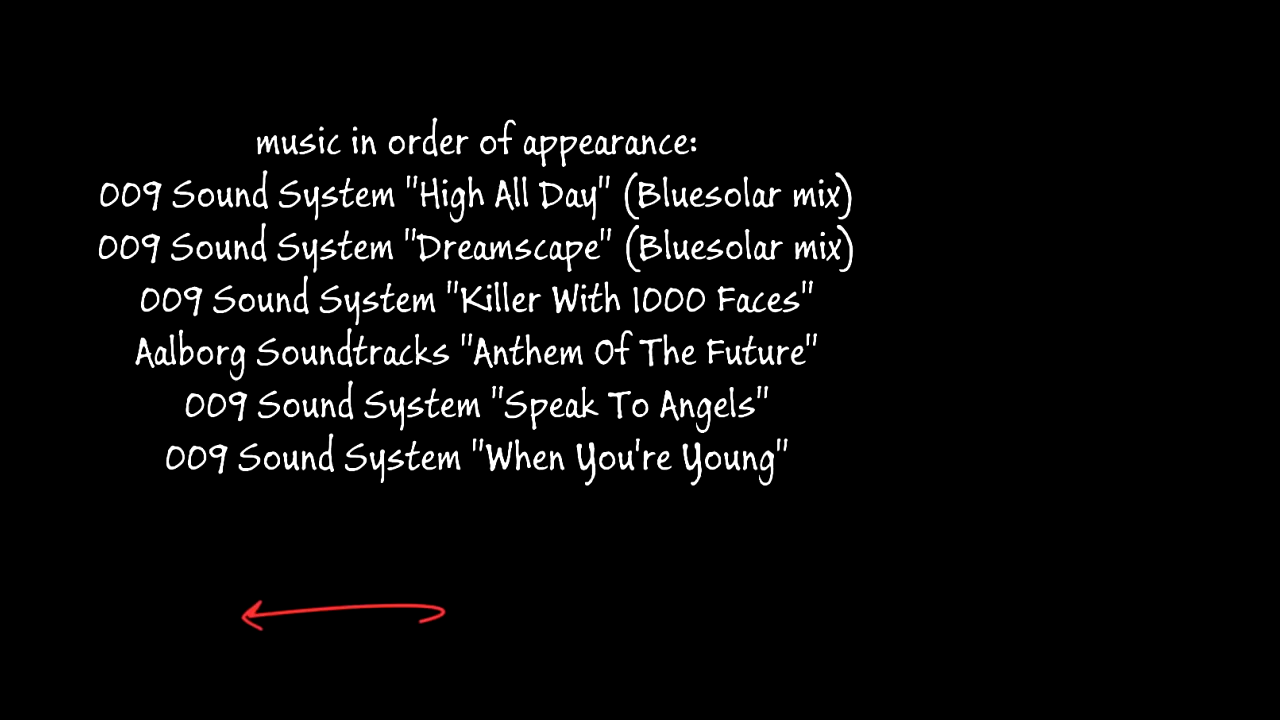 music in order of appearance:
009 Sound System "High All Day" (Bluesolar mix)
009 Sound System "Dreamscape" (Bluesolar mix)
009 Sound System "Killer With 1000 Faces"
Aalborg Soundtracks "Anthem Of The Future"
009 Sound System "Speak To Angels"
009 Sound System "When You're Young"